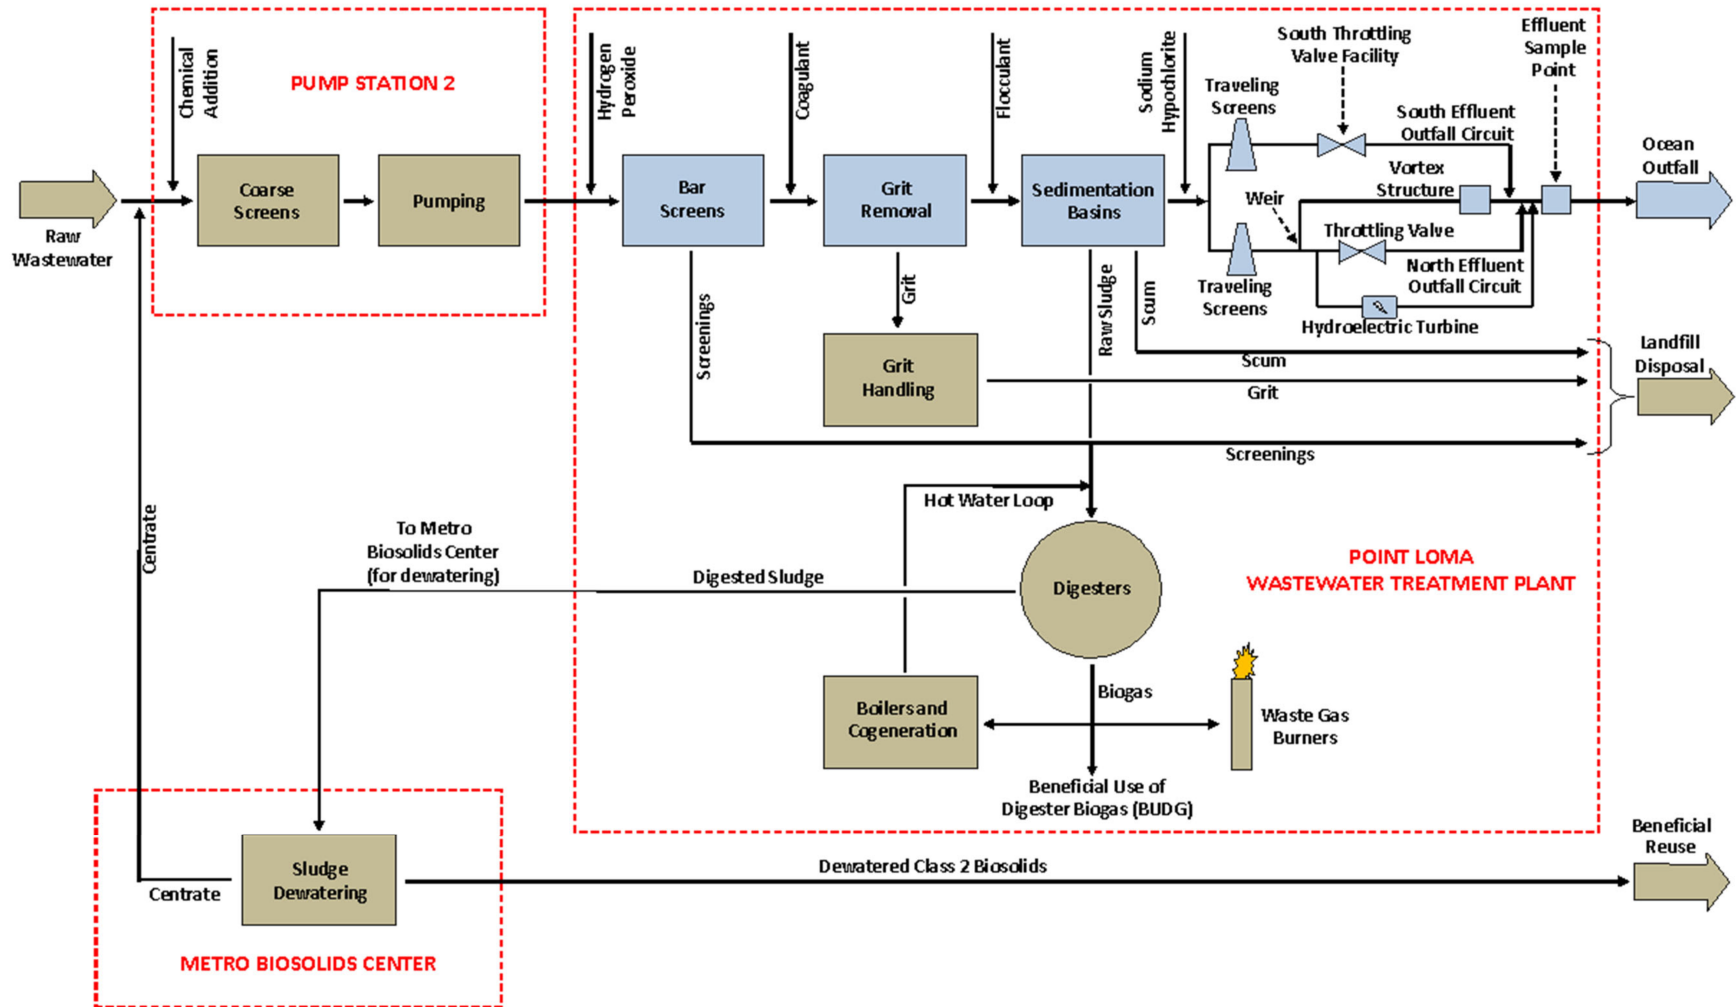 Chemical
Addition
PUMP STATION 2
Raw
Wastewater
Coarse
Screens
Pumping
Hydrogen
Peroxide
Coagulant
Flocculant
Sodium
Hypochlorite
Bar
Screens
Grit
Removal
Sedimentation
Basins
Traveling
Screens
South Throttling
Valve Facility
Effluent
Sample
Point
South Effluent
Outfall Circuit
Vortex
Structure
Weir
Throttling Valve
North Effluent
Outfall Circuit
Traveling
Screens
Hydroelectric Turbine
Ocean
Outfall
Screenings
Grit
Raw Sludge
Scum
Grit
Handling
Scum
Grit
Screenings
Landfill
Disposal
Hot Water Loop
Centrate
To Metro
Biosolids Center
(for dewatering)
Digested Sludge
Digesters
POINT LOMA
WASTEWATER TREATMENT PLANT
Biogas
Boilers and
Cogeneration
Waste Gas
Burners
Beneficial Use of
Digester Biogas (BUDG)
Centrate
Sludge
Dewatering
Dewatered Class 2 Biosolids
Beneficial
Reuse
METRO BIOSOLIDS CENTER